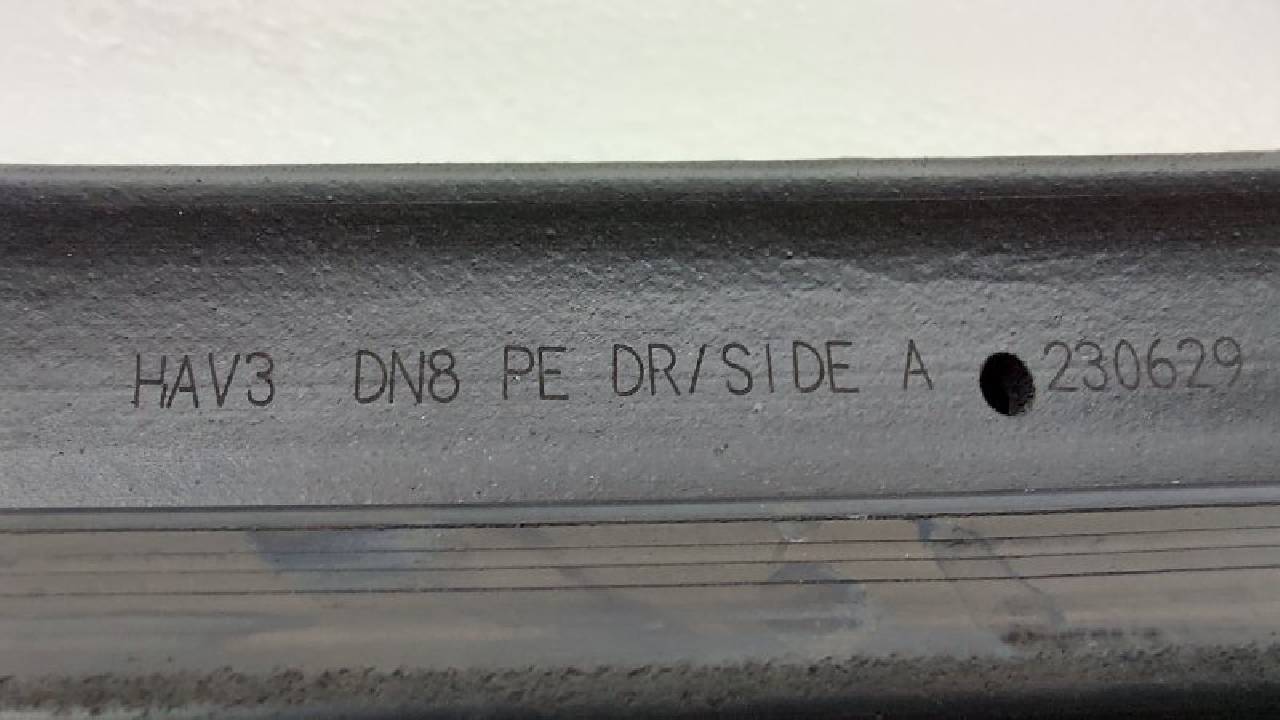 HAV3 DN8 PE DR/SIDE A 230629